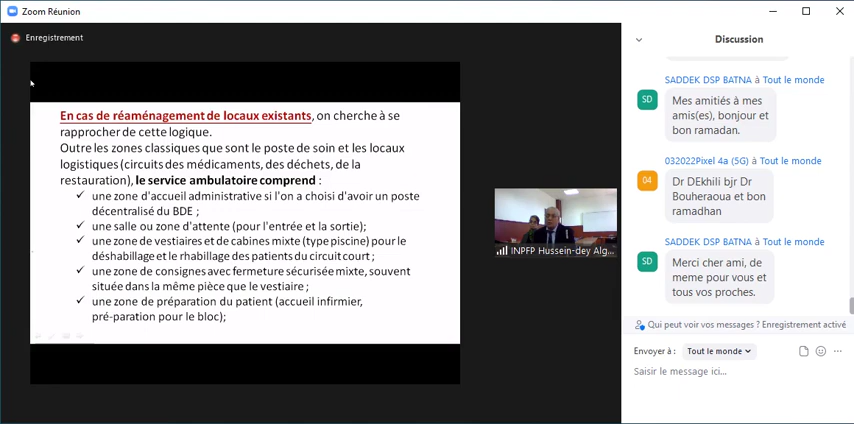 Zoom Réunion
Enregistrement
En cas de réaménagement de locaux existants, on cherche à se
rapprocher de cette logique.
Outre les zones classiques que sont le poste de soin et les locaux
logistiques (circuits des médicaments, des déchets, de la
restauration), le service ambulatoire comprend :
✓ une zone d'accueil administrative si l'on a choisi d'avoir un poste
décentralisé du BDE ;
✓ une salle ou zone d'attente (pour l'entrée et la sortie);
✓ une zone de vestiaires et de cabines mixte (type piscine) pour le
déshabillage et le rhabillage des patients du circuit court ;
✓ une zone de consignes avec fermeture sécurisée mixte, souvent
située dans la même pièce que le vestiaire ;
✓ une zone de préparation du patient (accueil infirmier,
pré-paration pour le bloc);
INPFP Hussein-dey Alg...
Discussion
SADDEK DSP BATNA à Tout le monde
SD
Mes amitiés à mes
amis(es), bonjour et
bon ramadan.
032022Pixel 4a (5G) à Tout le monde
04
Dr DEkhili bjr Dr
Bouheraoua et bon
ramadhan
SADDEK DSP BATNA à Tout le monde
SD
Merci cher ami, de
meme pour vous et
tous vos proches.
Qui peut voir vos messages ? Enregistrement activé
Envoyer à : Tout le monde
Saisir le message ici...